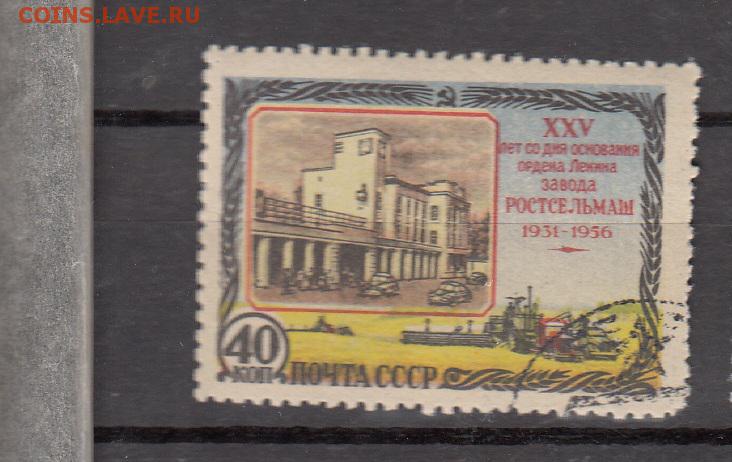 COINS.LAVE.RU
XXV
лет со дня основания
ордена Ленина
завода
РОСТСЕЛЬМАШ
1931-1956
40
КОП
ПОЧТА СССР